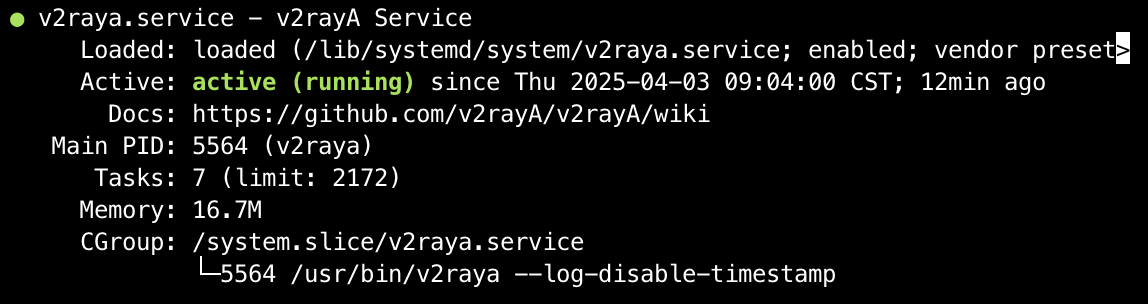 ● v2raya.service - v2rayA Service
Loaded: loaded (/lib/systemd/system/v2raya.service; enabled; vendor preset>
Active: active (running) since Thu 2025-04-03 09:04:00 CST; 12min ago
Docs: https://github.com/v2rayA/v2rayA/wiki
Main PID: 5564 (v2raya)
Tasks: 7 (limit: 2172)
Memory: 16.7M
CGroup: /system.slice/v2raya.service
└─5564 /usr/bin/v2raya --log-disable-timestamp